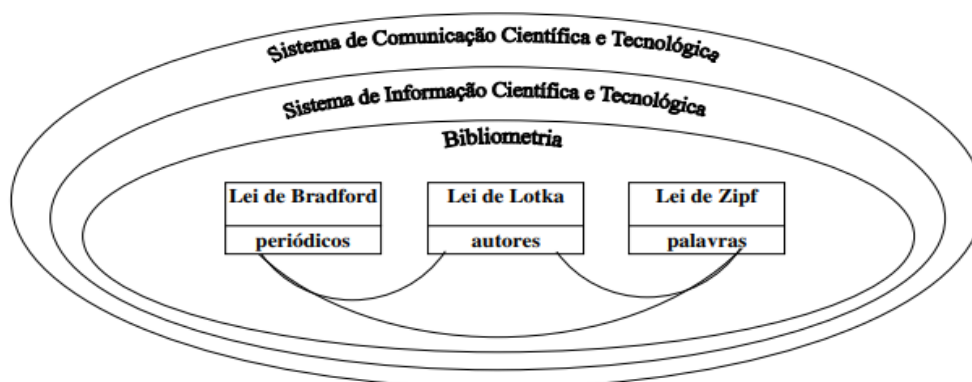 Sistema de Comunicação Científica e Tecnológica
Sistema de Informação Científica e Tecnológica
Bibliometria
Lei de Bradford
periódicos
Lei de Lotka
autores
Lei de Zipf
palavras